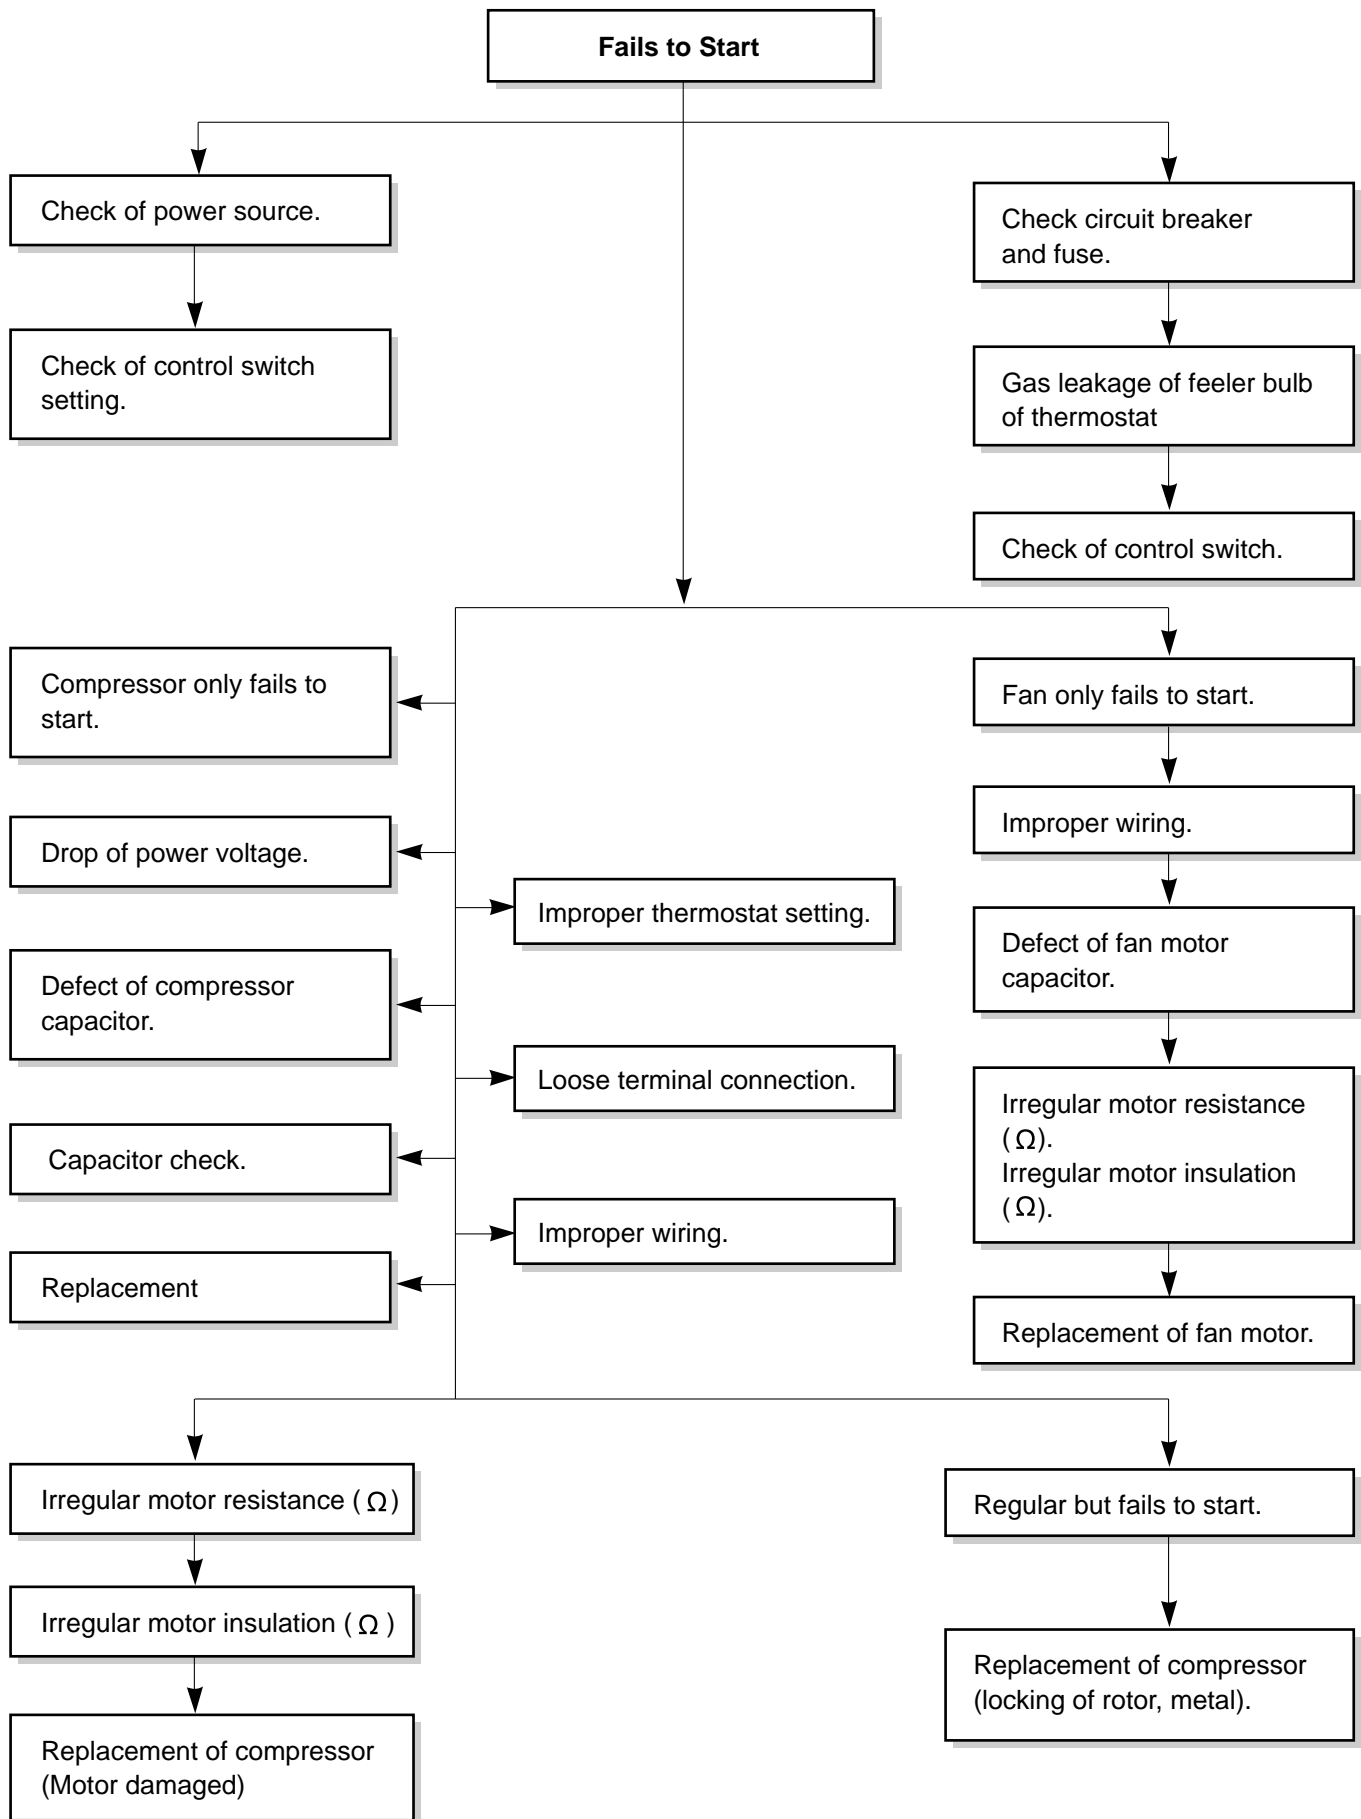 Fails to Start
Check of power source.
Check of control switch
setting.
Check circuit breaker
and fuse.
Gas leakage of feeler bulb
of thermostat
Check of control switch.
Compressor only fails to
start.
Drop of power voltage.
Defect of compressor
capacitor.
Capacitor check.
Replacement
Improper thermostat setting.
Loose terminal connection.
Improper wiring.
Fan only fails to start.
Improper wiring.
Defect of fan motor
capacitor.
Irregular motor resistance
(Ω).
Irregular motor insulation
(Ω).
Replacement of fan motor.
Irregular motor resistance (Ω)
Irregular motor insulation (Ω )
Replacement of compressor
(Motor damaged)
Regular but fails to start.
Replacement of compressor
(locking of rotor, metal).